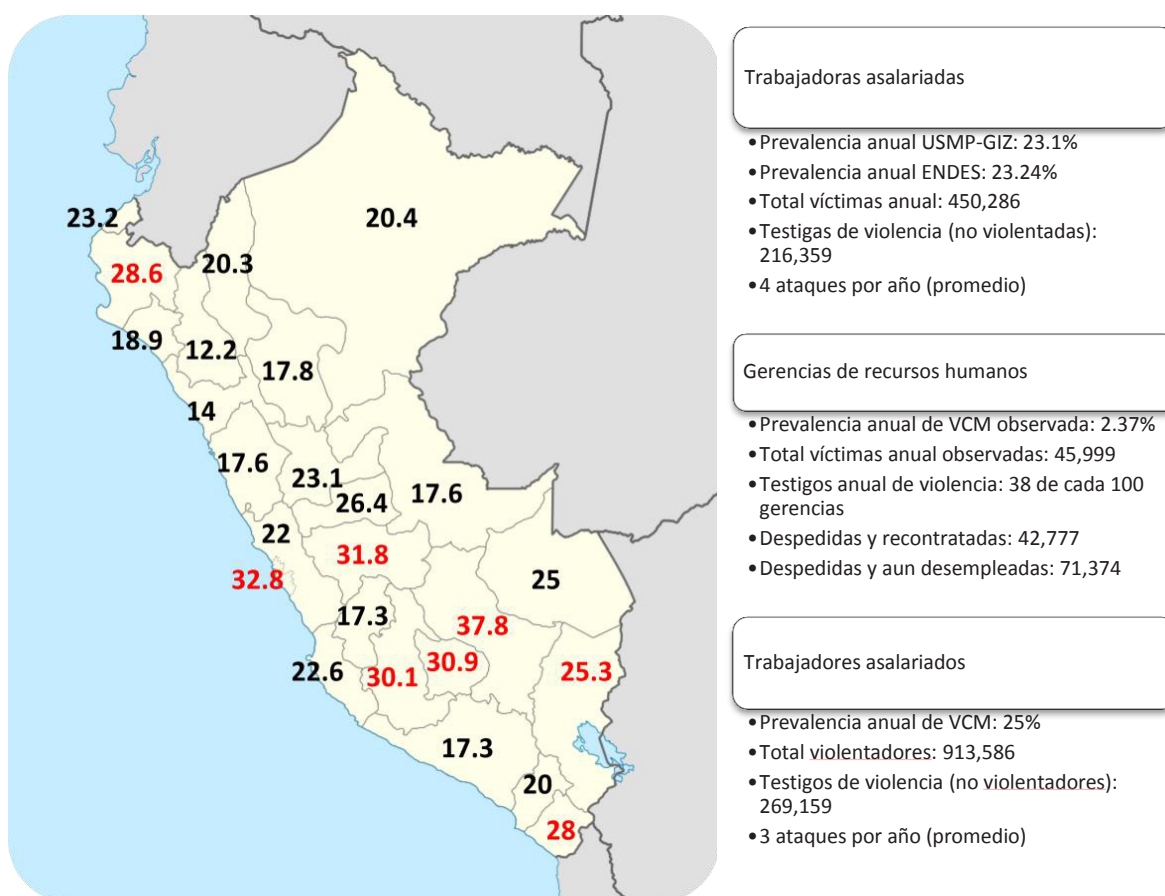 23.2
20.4
20.3
28.6
18.9
12.2
17.8
14
17.6
23.1
26.4
17.6
22
31.8
32.8
25
17.3
37.8
22.6
30.1
30.9
25.3
17.3
20
28
Trabajadoras asalariadas
•Prevalencia anual USMP-GIZ: 23.1%
•Prevalencia anual ENDES: 23.24%
•Total víctimas anual: 450,286
•Testigas de violencia (no violentadas):
216,359
•4 ataques por año (promedio)
Gerencias de recursos humanos
•Prevalencia anual de VCM observada: 2.37%
•Total víctimas anual observadas: 45,999
•Testigos anual de violencia: 38 de cada 100
gerencias
•Despedidas y recontratadas: 42,777
•Despedidas y aun desempleadas: 71,374
Trabajadores asalariados
•Prevalencia anual de VCM: 25%
•Total violentadores: 913,586
•Testigos de violencia (no violentadores):
269,159
•3 ataques por año (promedio)